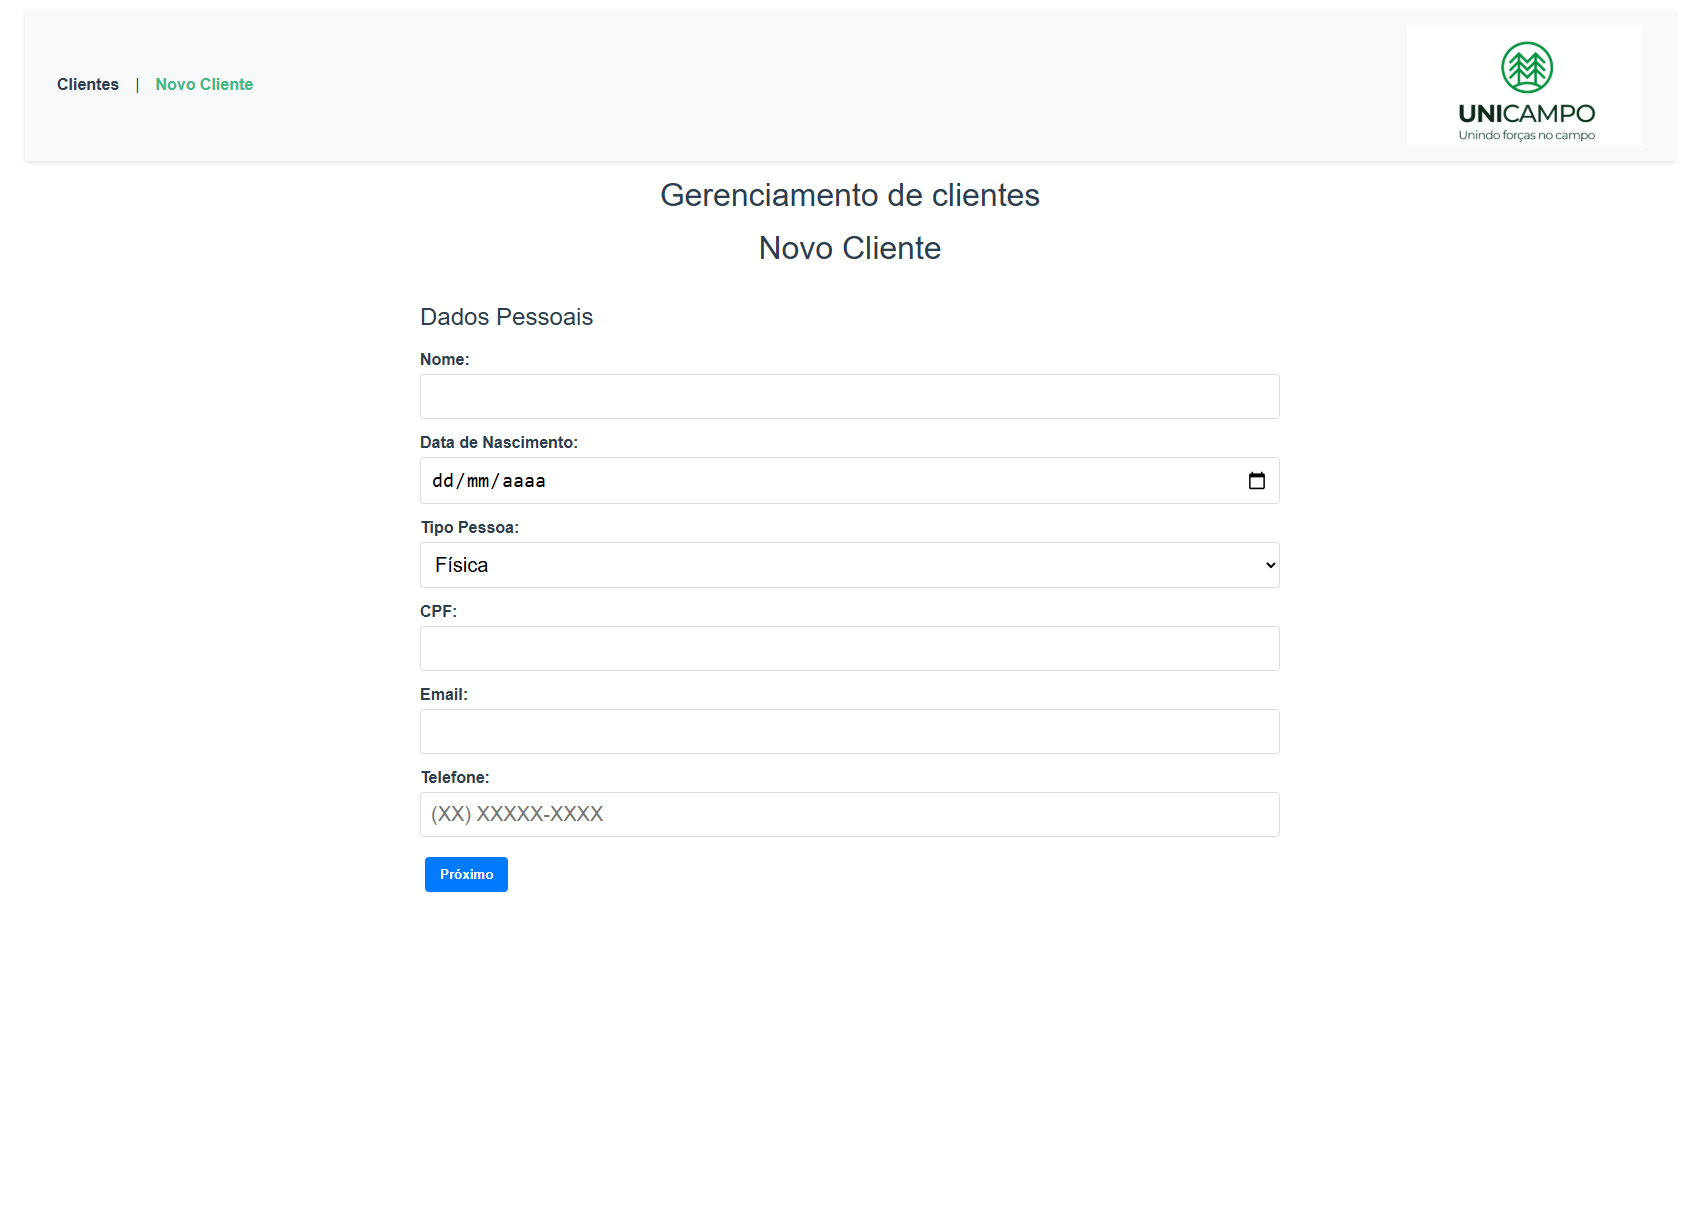 Clientes | Novo Cliente
UNICAMPO
Unindo forças no campo
Gerenciamento de clientes
Novo Cliente
Dados Pessoais
Nome:
Data de Nascimento:
dd/mm/aaaa
Tipo Pessoa:
Física
CPF:
Email:
Telefone:
(XX) XXXXX-XXXX
Próximo